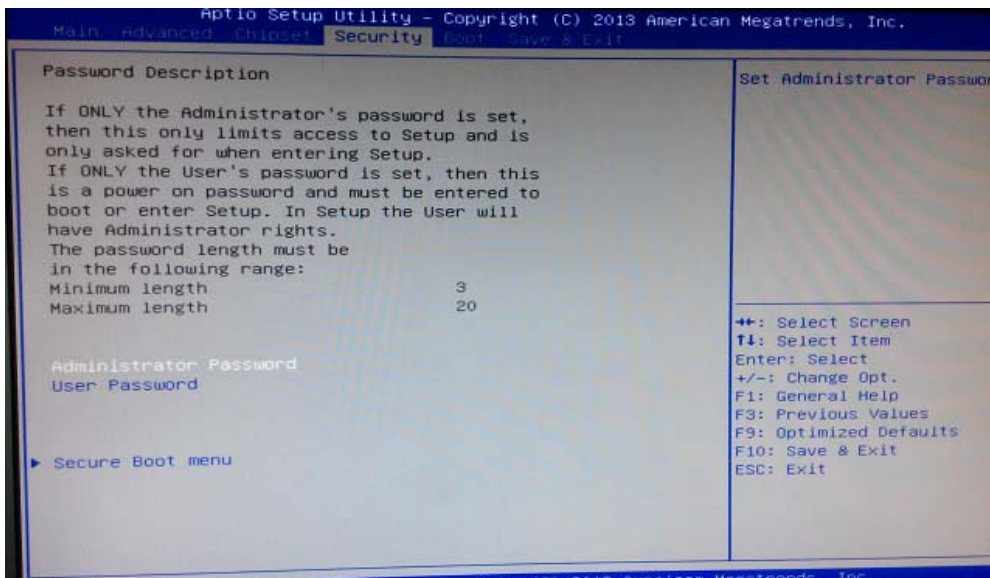 Aptio Setup Utility – Copyright (C) 2013 American Megatrends, Inc.
Main Advanced Chipset Security Boot Save & Exit
Password Description
If ONLY the Administrator's password is set,
then this only limits access to Setup and is
only asked for when entering Setup.
If ONLY the User's password is set, then this
is a power on password and must be entered to
boot or enter Setup. In Setup the User will
have Administrator rights.
The password length must be
in the following range:
Minimum length 3
Maximum length 20
Administrator Password
User Password
► Secure Boot menu
Set Administrator Passwo
→←: Select Screen
↑↓: Select Item
Enter: Select
+/-: Change Opt.
F1: General Help
F3: Previous Values
F9: Optimized Defaults
F10: Save & Exit
ESC: Exit